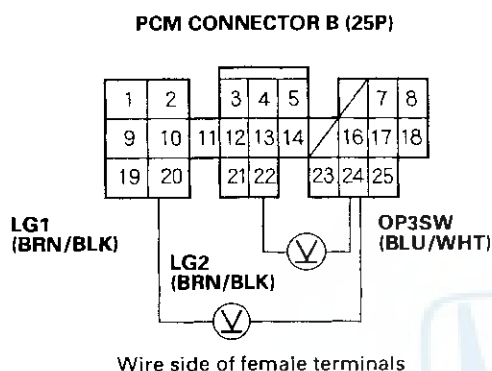 PCM CONNECTOR B (25P)
1 2 3 4 5 7 8
9 10 11 12 13 14 16 17 18
19 20 21 22 23 24 25
LG1
(BRN/BLK)
LG2
(BRN/BLK)
OP3SW
(BLU/WHT)
V
V
Wire side of female terminals